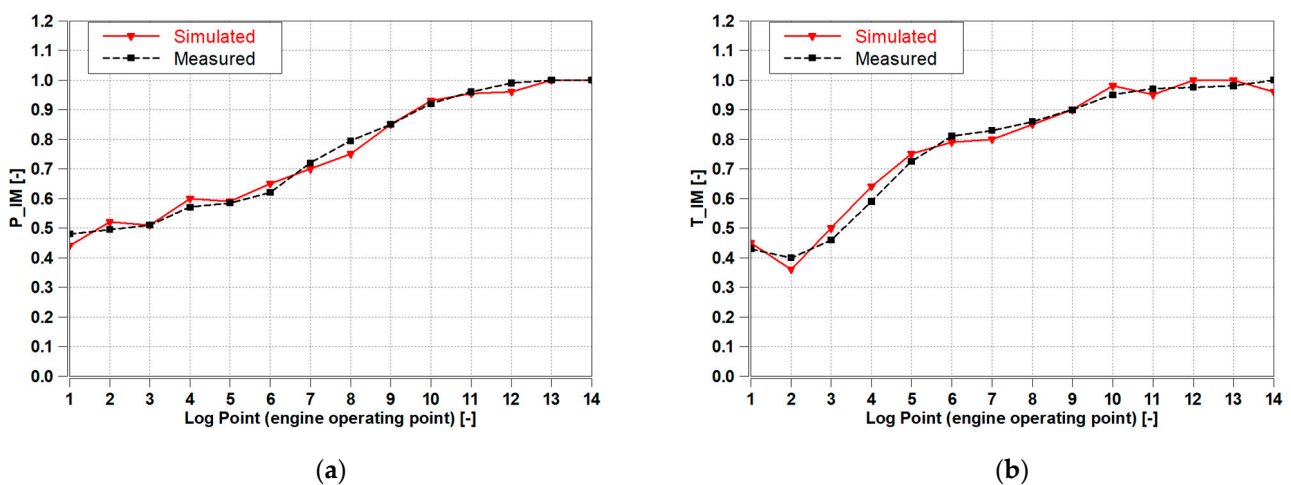 1.2
1.1
1.0
0.9
0.8
0.7
0.6
0.5
0.4
0.3
0.2
0.1
0.0
P_IM [-]
Simulated
Measured
1 2 3 4 5 6 7 8 9 10 11 12 13 14
Log Point (engine operating point) [-]
(a)
1.2
1.1
1.0
0.9
0.8
0.7
0.6
0.5
0.4
0.3
0.2
0.1
0.0
T_IM [-]
Simulated
Measured
1 2 3 4 5 6 7 8 9 10 11 12 13 14
Log Point (engine operating point) [-]
(b)